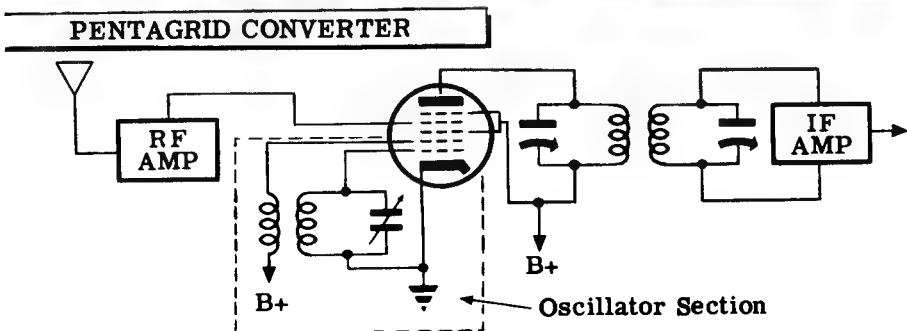 PENTAGRID CONVERTER
RF
AMP
IF
AMP
B+
B+
Oscillator Section